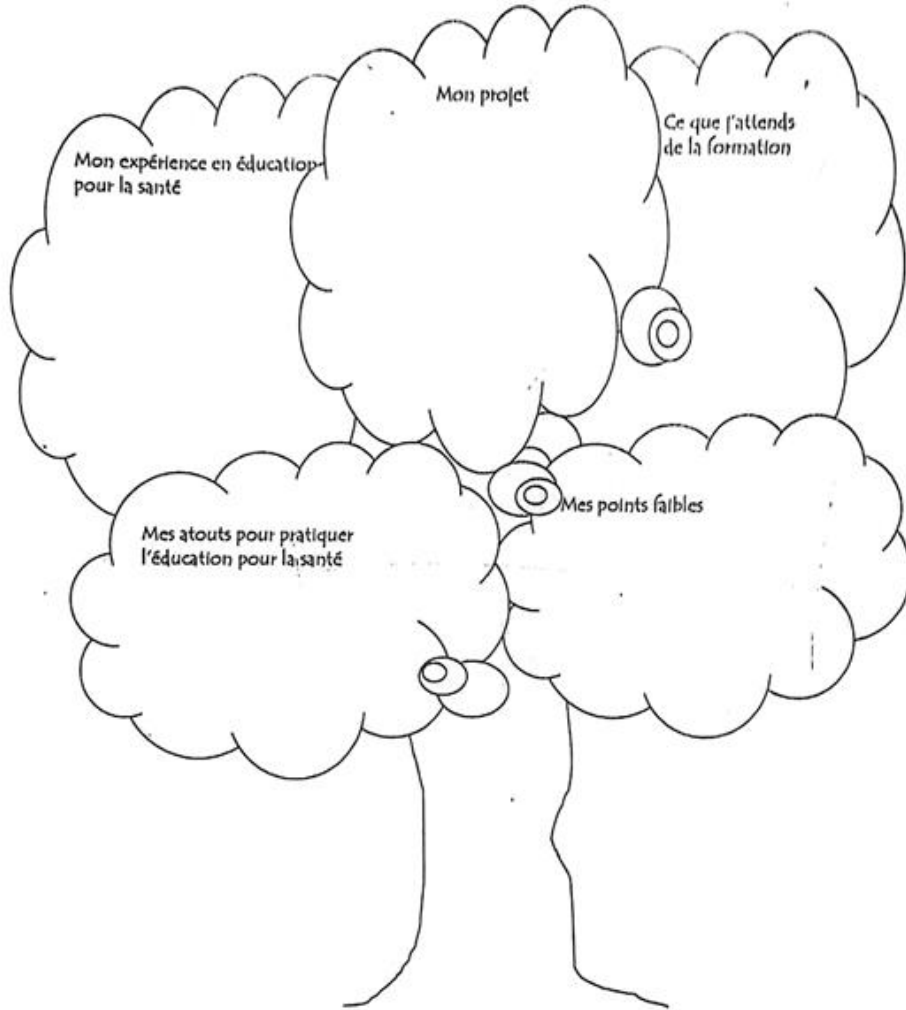 Mon projet
Ce que j'attends
de la formation
Mon expérience en éducation
pour la santé
Mes points faibles
Mes atouts pour pratiquer
l'éducation pour la santé